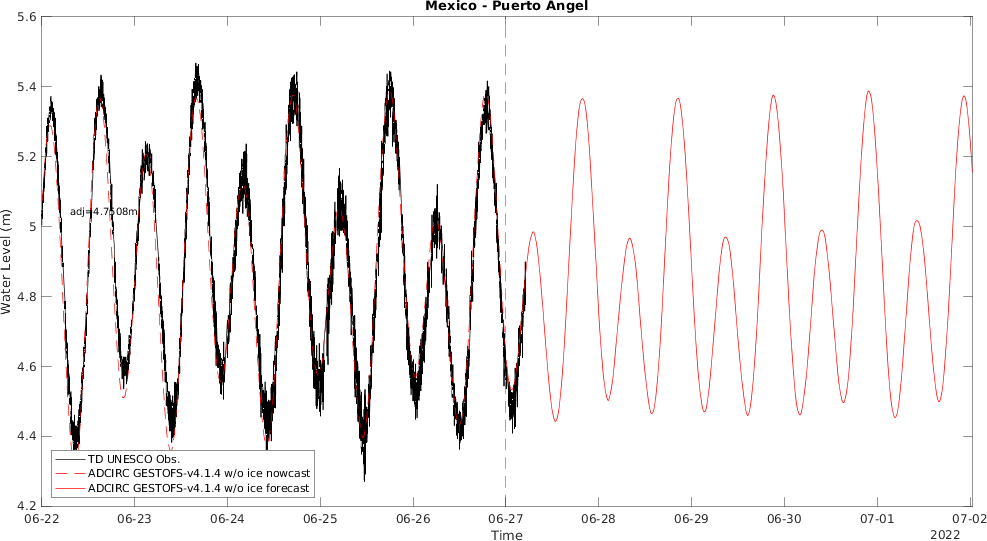 Mexico - Puerto Angel
5.6
5.4
5.2
5
4.8
4.6
4.4
4.2
Water Level (m)
adj=4.7508m
TD UNESCO Obs.
ADCIRC GESTOFS-v4.1.4 w/o ice nowcast
ADCIRC GESTOFS-v4.1.4 w/o ice forecast
06-22 06-23 06-24 06-25 06-26 06-27 06-28 06-29 06-30 07-01 07-02
Time
2022